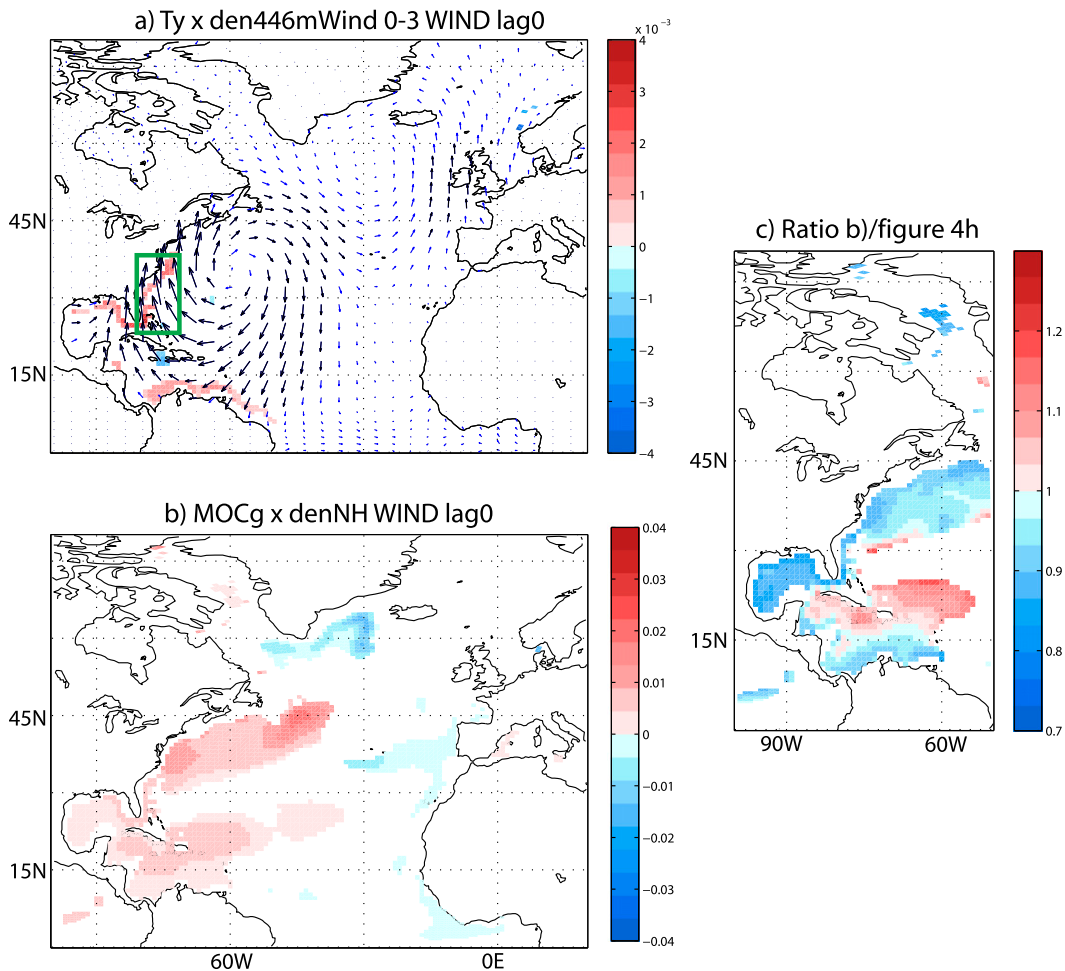 a) Ty x den446mWind 0-3 WIND lag0
x 10⁻³
4
3
2
1
0
−1
−2
−3
−4
45N
15N
b) MOCg x denNH WIND lag0
0.04
0.03
0.02
0.01
0
−0.01
−0.02
−0.03
−0.04
45N
15N
60W
0E
c) Ratio b)/figure 4h
1.2
1.1
1
0.9
0.8
0.7
45N
15N
90W
60W